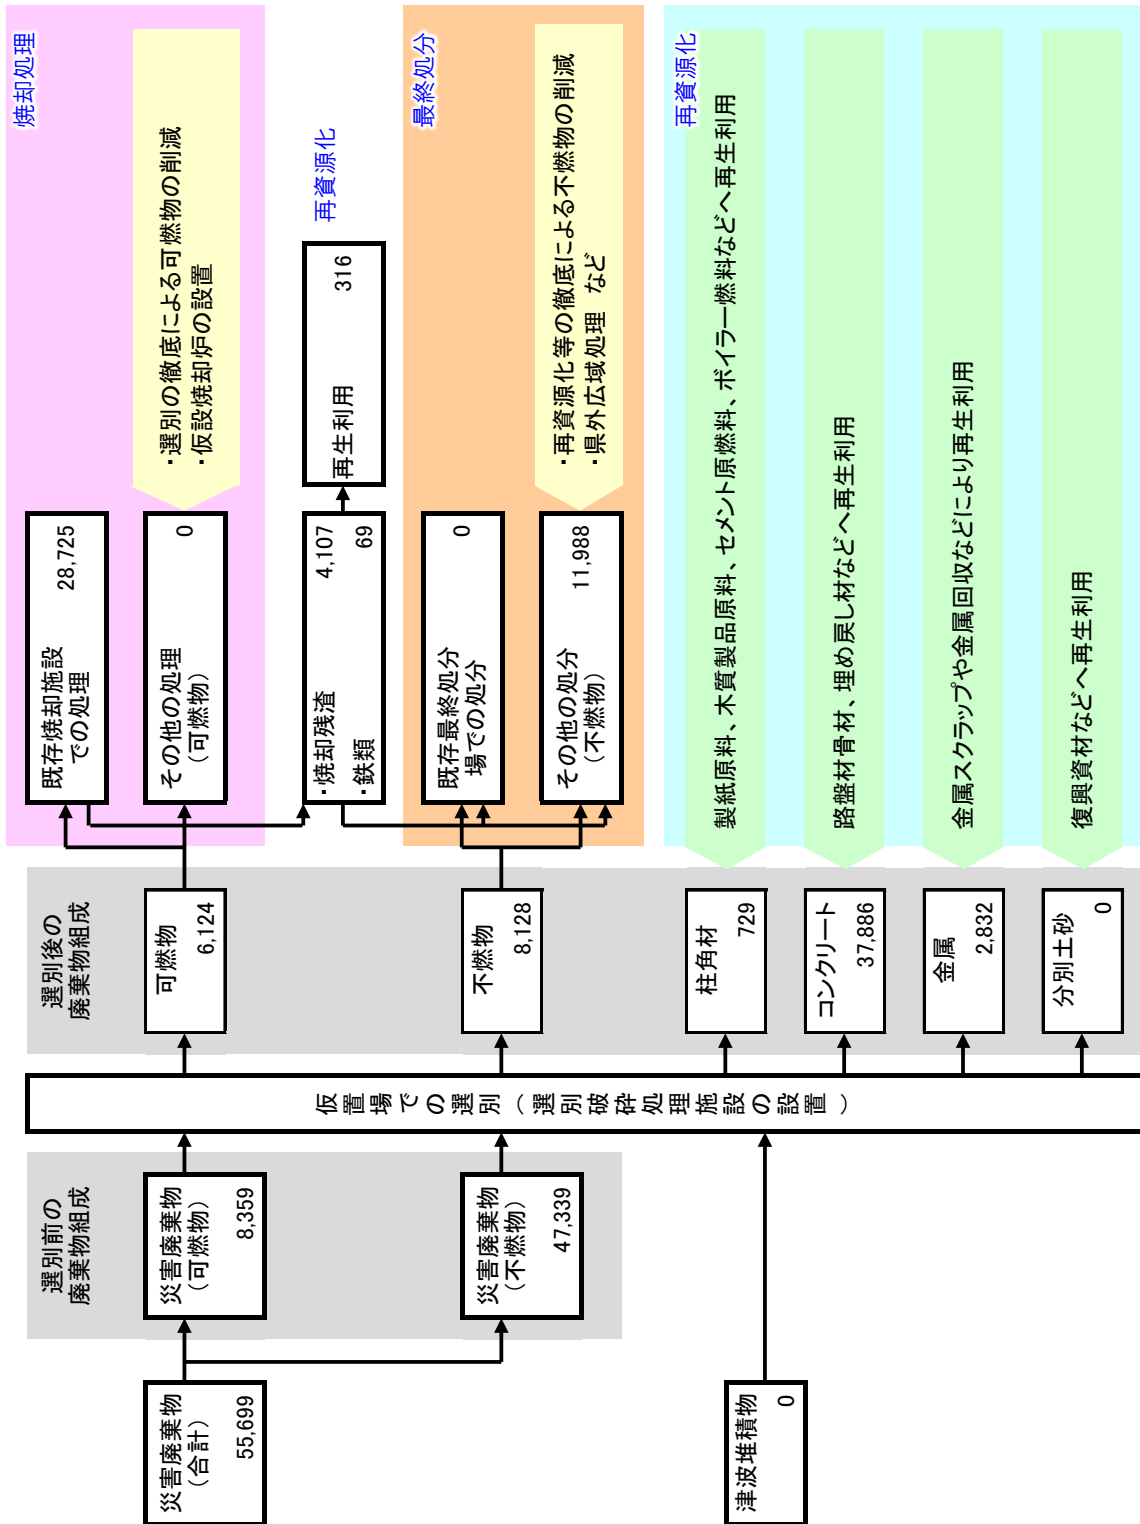 災害廃棄物
（合計）
55,699
津波堆積物
0
選別前の
廃棄物組成
災害廃棄物
（可燃物）
8,359
災害廃棄物
（不燃物）
47,339
仮置場での選別（選別破砕処理施設の設置）
選別後の
廃棄物組成
可燃物
6,124
不燃物
8,128
柱角材
729
コンクリート
37,886
金属
2,832
分別土砂
0
焼却処理
既存焼却施設
での処理
28,725
その他の処理
（可燃物）
0
・選別の徹底による可燃物の削減
・仮設焼却炉の設置
・焼却残渣 4,107
・鉄類 69
再生利用 316
再資源化
最終処分
既存最終処分
場での処分
0
その他の処分
（不燃物）
11,988
・再資源化等の徹底による不燃物の削減
・県外広域処理 など
再資源化
製紙原料、木質製品原料、セメント原燃料、ボイラー燃料などへ再生利用
路盤材骨材、埋め戻し材などへ再生利用
金属スクラップや金属回収などにより再生利用
復興資材などへ再生利用